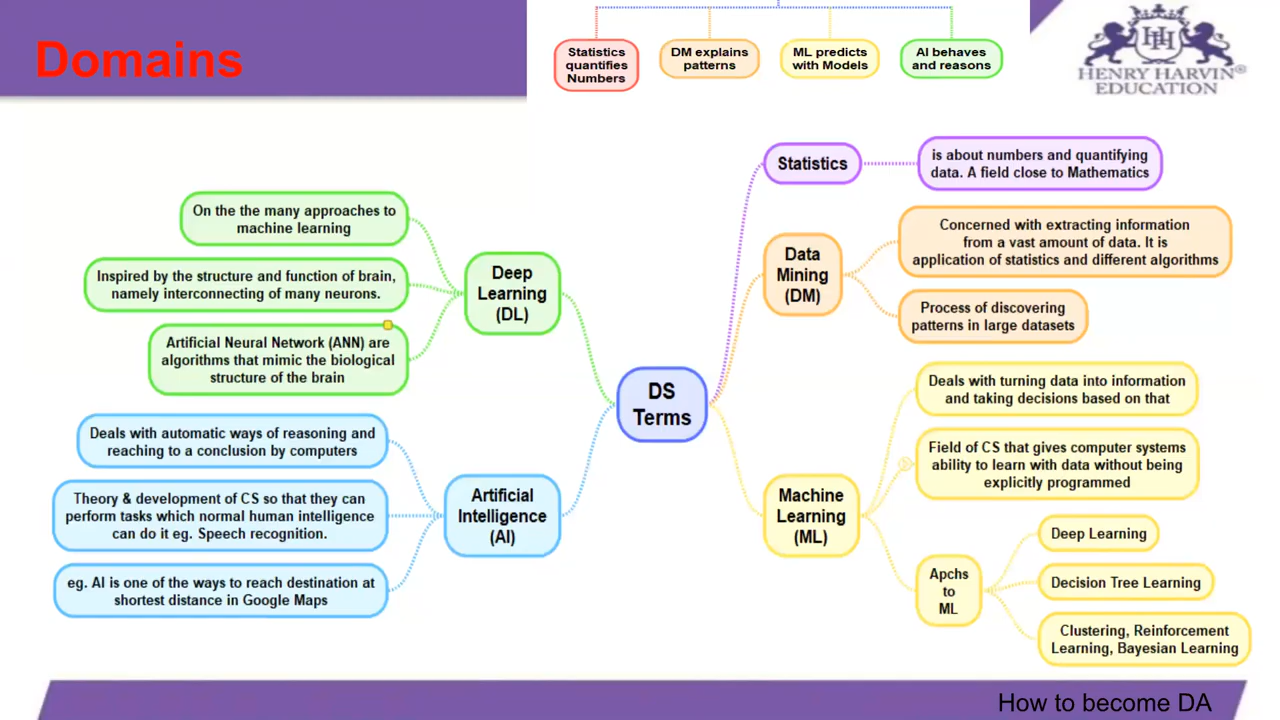 Domains
Statistics
quantifies
Numbers
DM explains
patterns
ML predicts
with Models
AI behaves
and reasons
HH
HENRY HARVIN®
EDUCATION
On the the many approaches to
machine learning
Inspired by the structure and function of brain,
namely interconnecting of many neurons.
Artificial Neural Network (ANN) are
algorithms that mimic the biological
structure of the brain
Deep
Learning
(DL)
Deals with automatic ways of reasoning and
reaching to a conclusion by computers
Theory & development of CS so that they can
perform tasks which normal human intelligence
can do it eg. Speech recognition.
eg. AI is one of the ways to reach destination at
shortest distance in Google Maps
Artificial
Intelligence
(AI)
DS
Terms
Statistics
is about numbers and quantifying
data. A field close to Mathematics
Data
Mining
(DM)
Concerned with extracting information
from a vast amount of data. It is
application of statistics and different algorithms
Process of discovering
patterns in large datasets
Machine
Learning
(ML)
Deals with turning data into information
and taking decisions based on that
Field of CS that gives computer systems
ability to learn with data without being
explicitly programmed
Apchs
to
ML
Deep Learning
Decision Tree Learning
Clustering, Reinforcement
Learning, Bayesian Learning
How to become DA